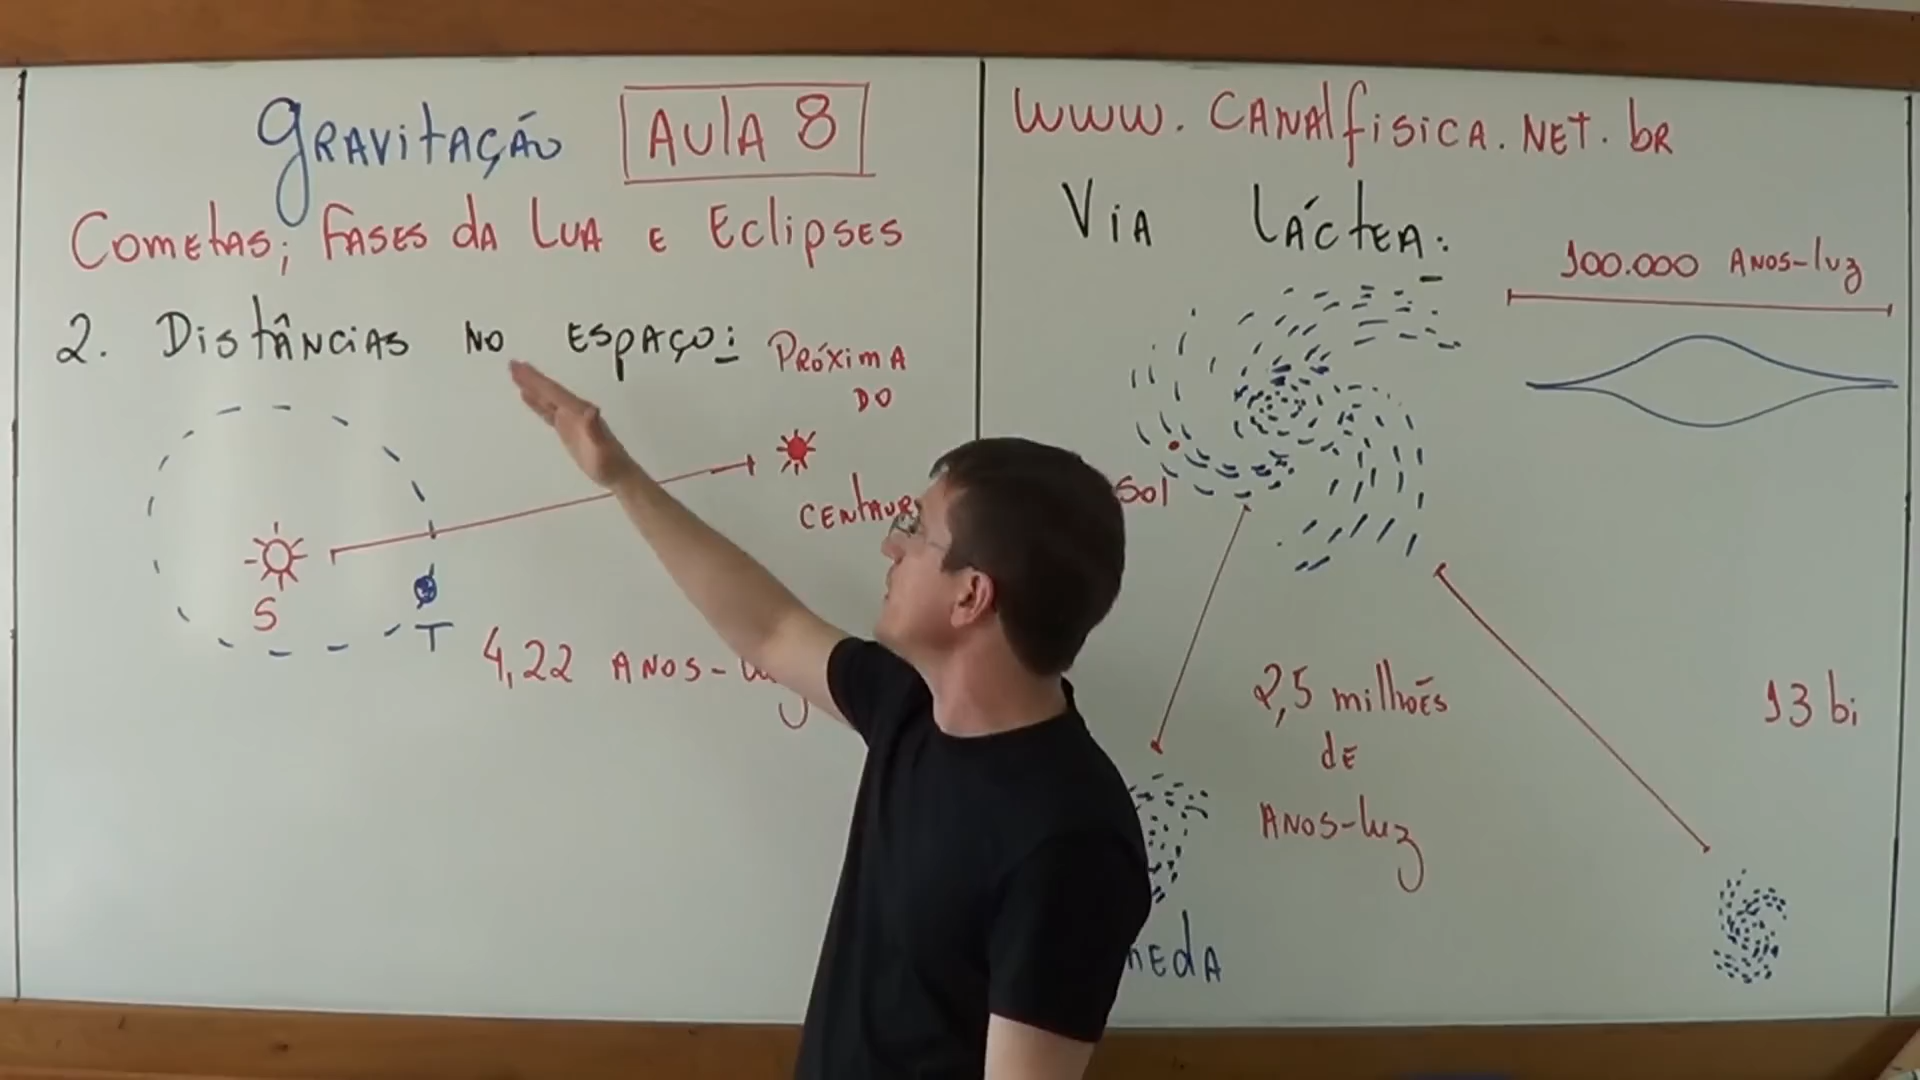 Gravitação
Aula 8
Cometas; Fases da Lua e Eclipses
2. Distâncias no espaço:
Próxima
do
S
T
4,22 anos-
www.canalfisica.net.br
Via Láctea:
100.000 anos-luz
Sol
2,5 milhões
de
anos-luz
13 bi